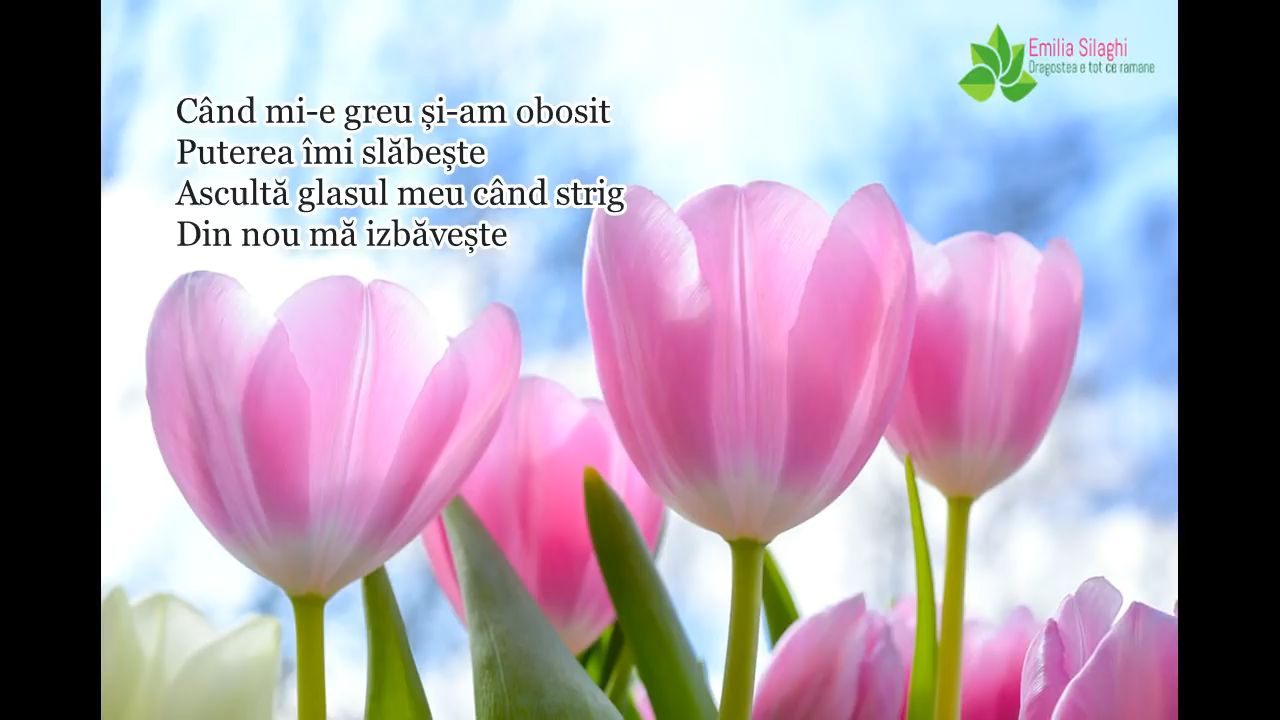 Emilia Silaghi
Dragostea e tot ce ramane
Când mi-e greu și-am obosit
Puterea îmi slăbește
Ascultă glasul meu când strig
Din nou mă izbăvește